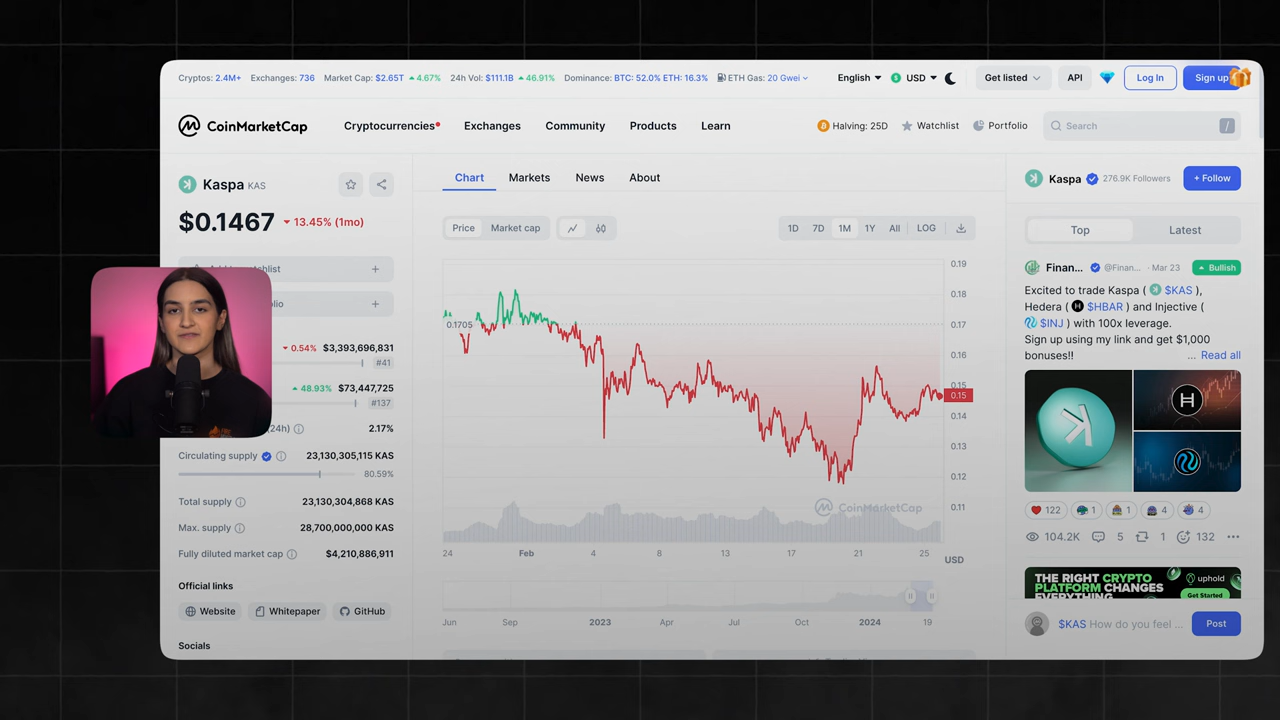 Cryptos: 2.4M+ Exchanges: 736 Market Cap: $2.65T 4.67% 24h Vol: $111.1B 46.91% Dominance: BTC: 52.0% ETH: 16.3% ETH Gas: 20 Gwei
English USD Get listed API Log In Sign up
CoinMarketCap Cryptocurrencies Exchanges Community Products Learn Halving: 25D Watchlist Portfolio Search /
Kaspa KAS
$0.1467 13.45% (1mo)
0.54% $3,393,696,831
#41
48.93% $73,447,725
#137
(24h) 2.17%
Circulating supply 23,130,305,115 KAS
80.59%
Total supply 23,130,304,868 KAS
Max. supply 28,700,000,000 KAS
Fully diluted market cap $4,210,886,911
Official links
Website Whitepaper GitHub
Socials
Chart Markets News About
Price Market cap 1D 7D 1M 1Y All LOG
0.19
0.18
0.17
0.1705
0.16
0.15
0.15
0.14
0.13
0.12
0.11
CoinMarketCap
24 Feb 4 8 13 17 21 25
USD
Jun Sep 2023 Apr Jul Oct 2024 19
Kaspa 276.9K Followers + Follow
Top Latest
Finan... @Finan... · Mar 23 Bullish
Excited to trade Kaspa ( $KAS ),
Hedera ( $HBAR ) and Injective (
$INJ ) with 100x leverage.
Sign up using my link and get $1,000
bonuses!! ... Read all
122 1 1 4 4
104.2K 5 1 132
THE RIGHT CRYPTO
PLATFORM CHANGES
EVERYTHING
uphold
Get Started
$KAS How do you feel ... Post